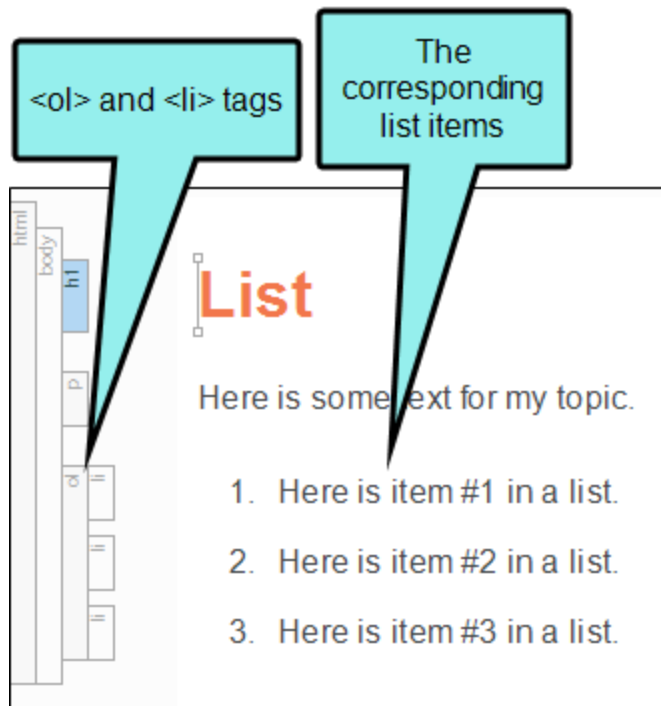 <ol> and <li> tags
The
corresponding
list items
html
body
h1
List
p
Here is some ext for my topic.
ol
li
1. Here is item #1 in a list.
li
2. Here is item #2 in a list.
li
3. Here is item #3 in a list.